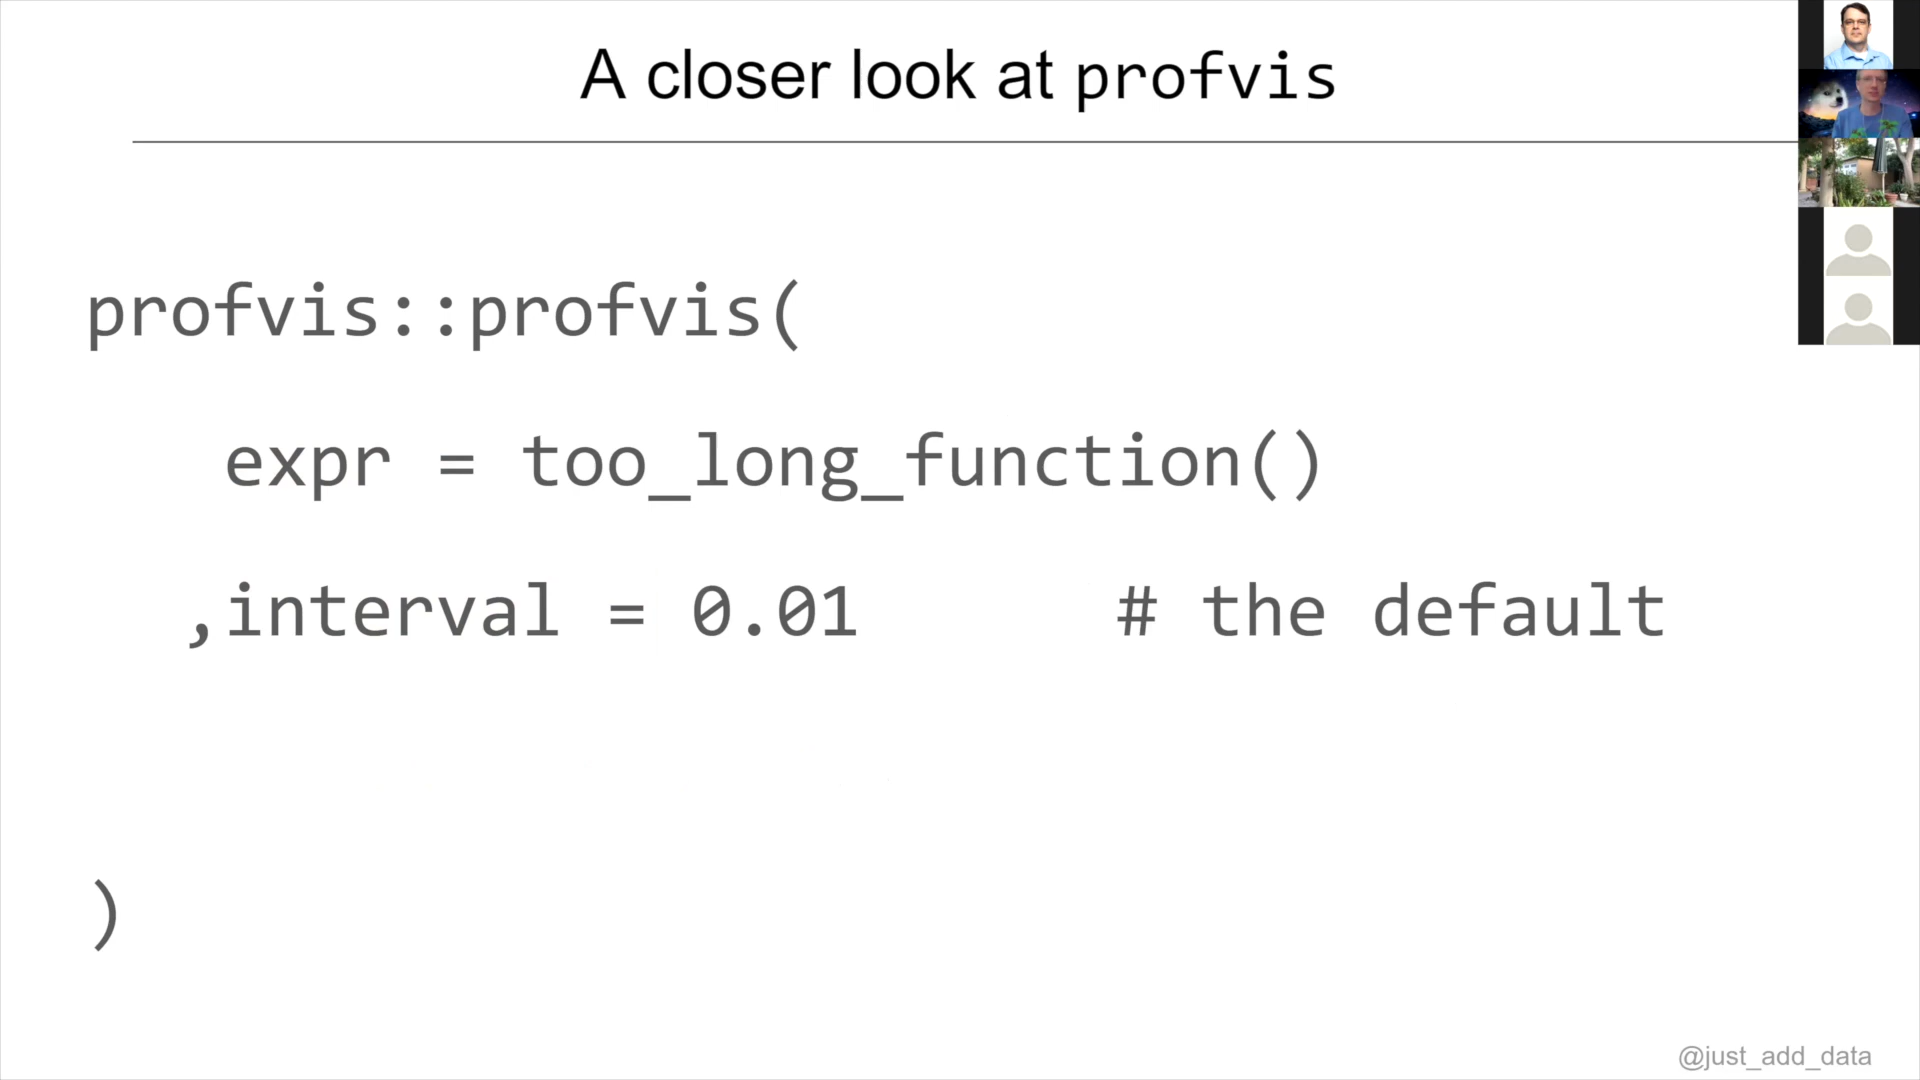 A closer look at profvis
profvis::profvis(
expr = too_long_function()
,interval = 0.01 # the default
)
@just_add_data